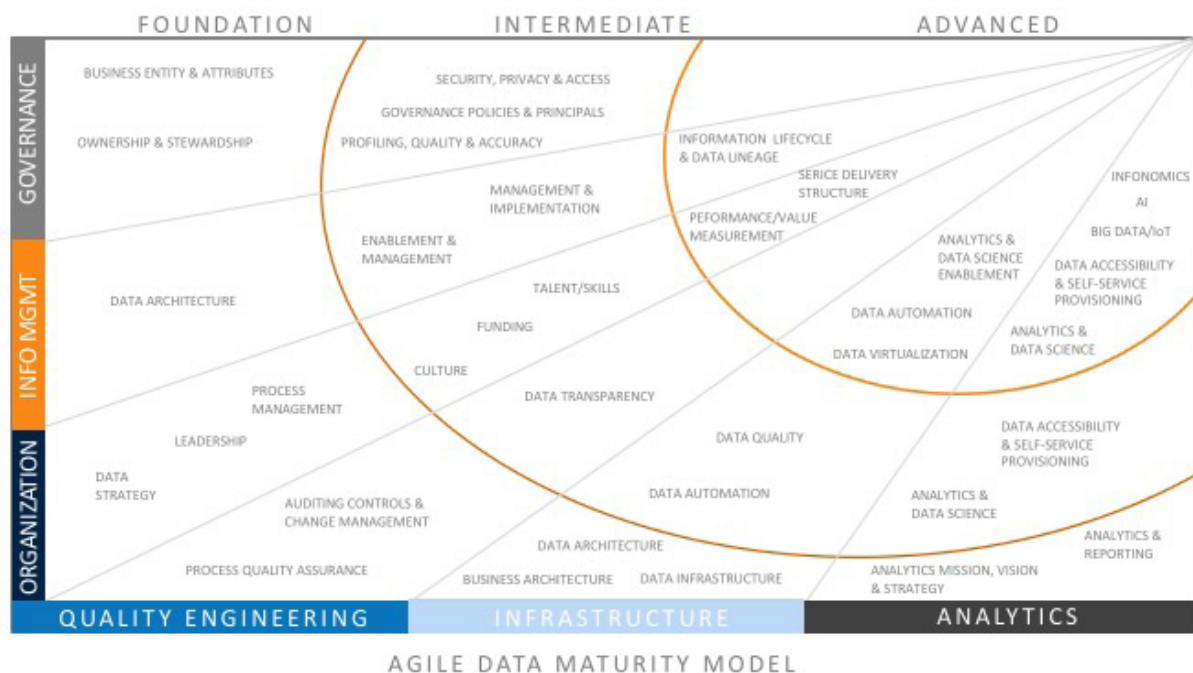 FOUNDATION
INTERMEDIATE
ADVANCED
GOVERNANCE
INFO MGMT
ORGANIZATION
BUSINESS ENTITY & ATTRIBUTES
OWNERSHIP & STEWARDSHIP
SECURITY, PRIVACY & ACCESS
GOVERNANCE POLICIES & PRINCIPALS
PROFILING, QUALITY & ACCURACY
INFORMATION LIFECYCLE
& DATA LINEAGE
SERICE DELIVERY
STRUCTURE
MANAGEMENT &
IMPLEMENTATION
PEFORMANCE/VALUE
MEASUREMENT
INFONOMICS
AI
BIG DATA/IoT
ENABLEMENT &
MANAGEMENT
ANALYTICS &
DATA SCIENCE
ENABLEMENT
DATA ACCESSIBILITY
& SELF-SERVICE
PROVISIONING
DATA ARCHITECTURE
TALENT/SKILLS
FUNDING
DATA AUTOMATION
ANALYTICS &
DATA SCIENCE
DATA VIRTUALIZATION
CULTURE
PROCESS
MANAGEMENT
DATA TRANSPARENCY
LEADERSHIP
DATA QUALITY
DATA ACCESSIBILITY
& SELF-SERVICE
PROVISIONING
DATA
STRATEGY
AUDITING CONTROLS &
CHANGE MANAGEMENT
DATA AUTOMATION
ANALYTICS &
DATA SCIENCE
DATA ARCHITECTURE
ANALYTICS &
REPORTING
PROCESS QUALITY ASSURANCE
BUSINESS ARCHITECTURE
DATA INFRASTRUCTURE
ANALYTICS MISSION, VISION
& STRATEGY
QUALITY ENGINEERING
INFRASTRUCTURE
ANALYTICS
AGILE DATA MATURITY MODEL